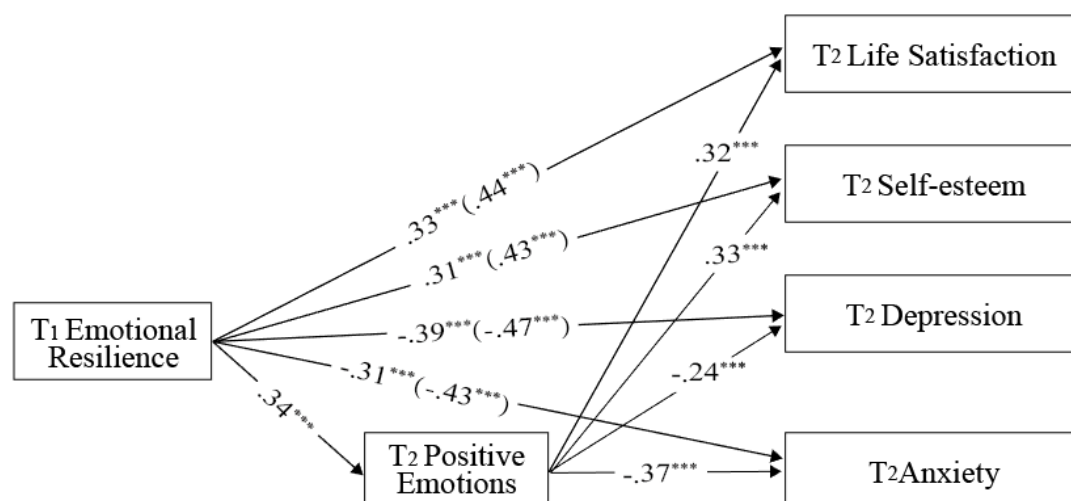 T2 Life Satisfaction
.32***
.33***(.44***)
T2 Self-esteem
.31***(.43***)
.33***
T1 Emotional
Resilience
-.39***(-.47***)
T2 Depression
-.31***(-.43***)
-.24***
.34***
T2 Positive
Emotions
-.37***
T2Anxiety